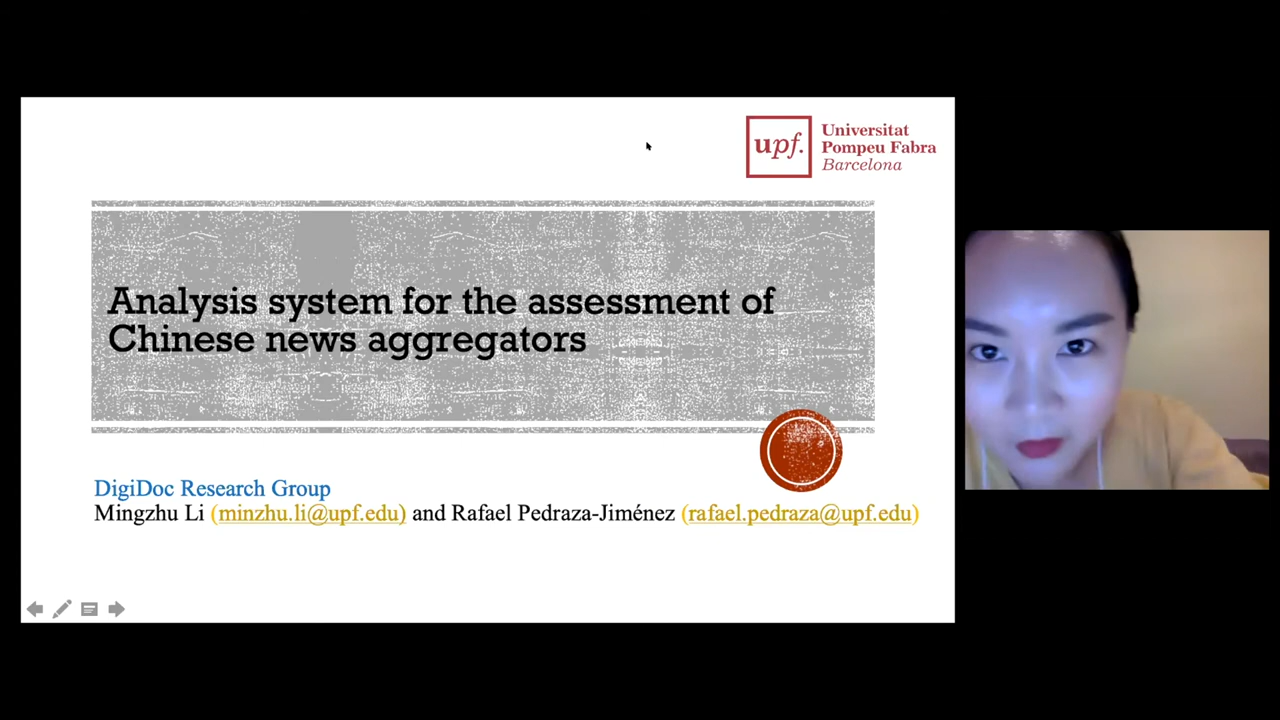 upf.
Universitat
Pompeu Fabra
Barcelona
Analysis system for the assessment of
Chinese news aggregators
DigiDoc Research Group
Mingzhu Li (minzhu.li@upf.edu) and Rafael Pedraza-Jiménez (rafael.pedraza@upf.edu)